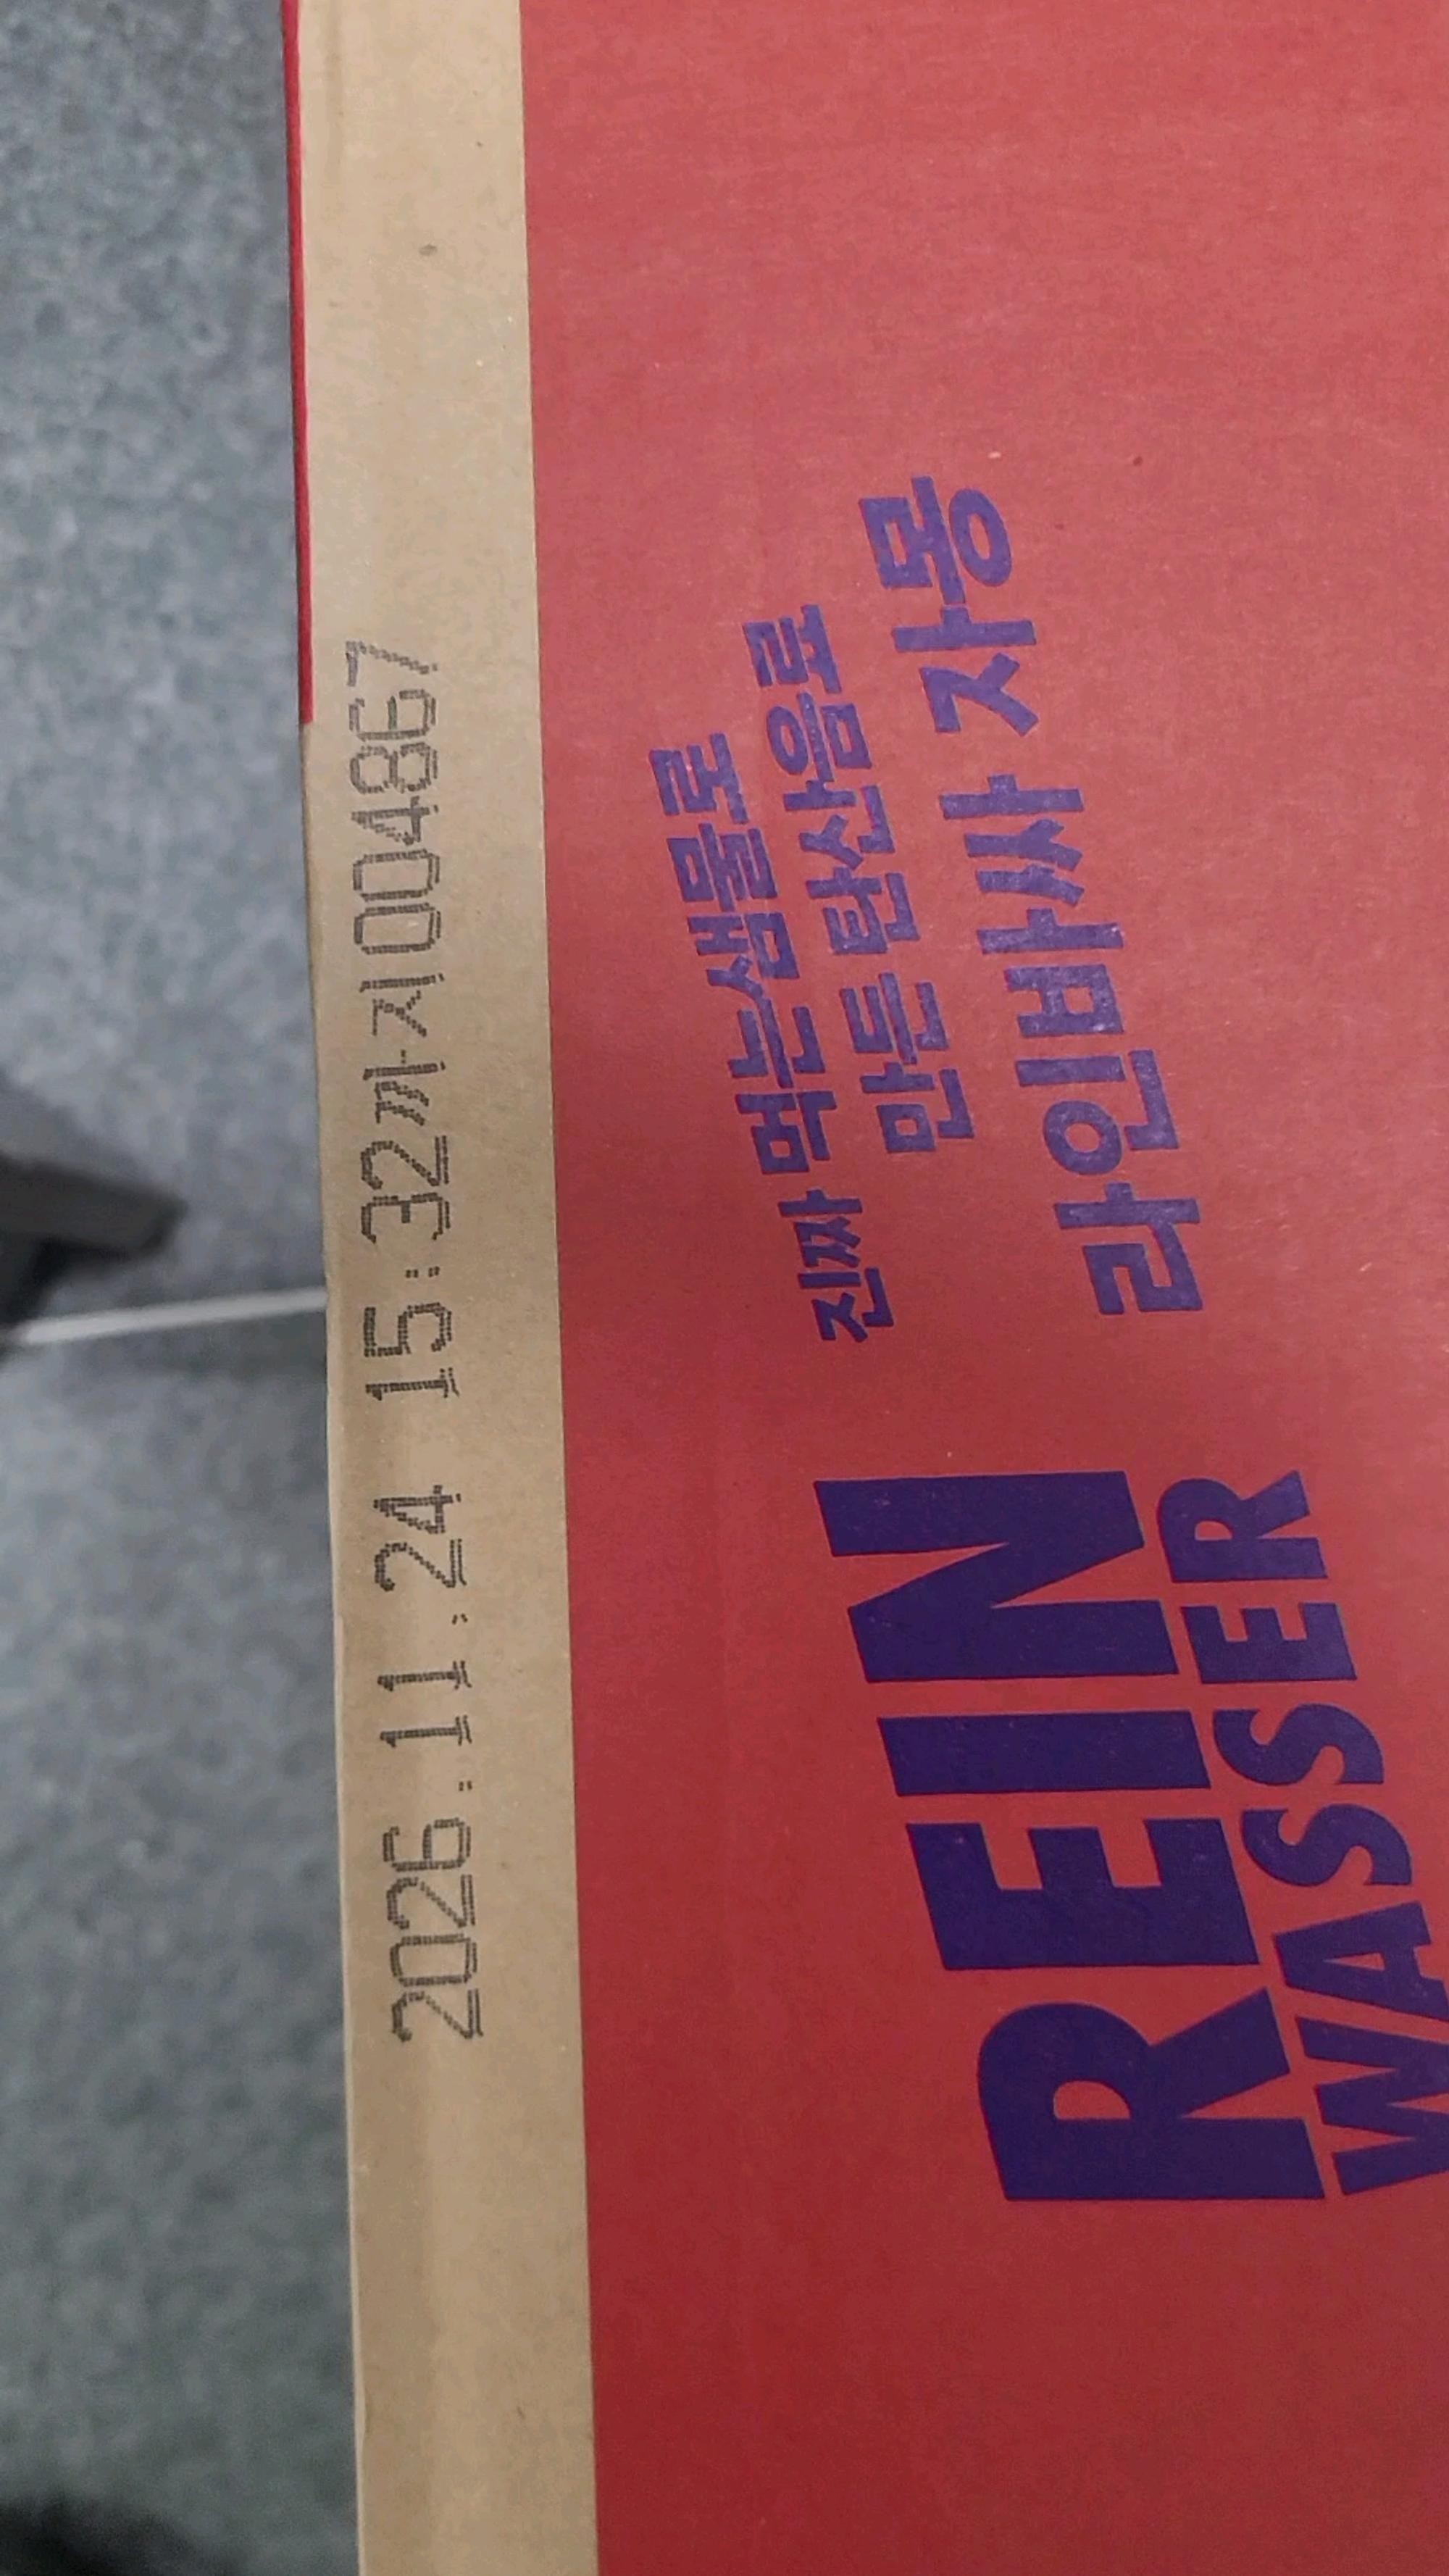 2026.11.24 15:32까지004867
진짜 먹는샘물로
만든 탄산음료
라인바싸 자몽
REIN
WASSER